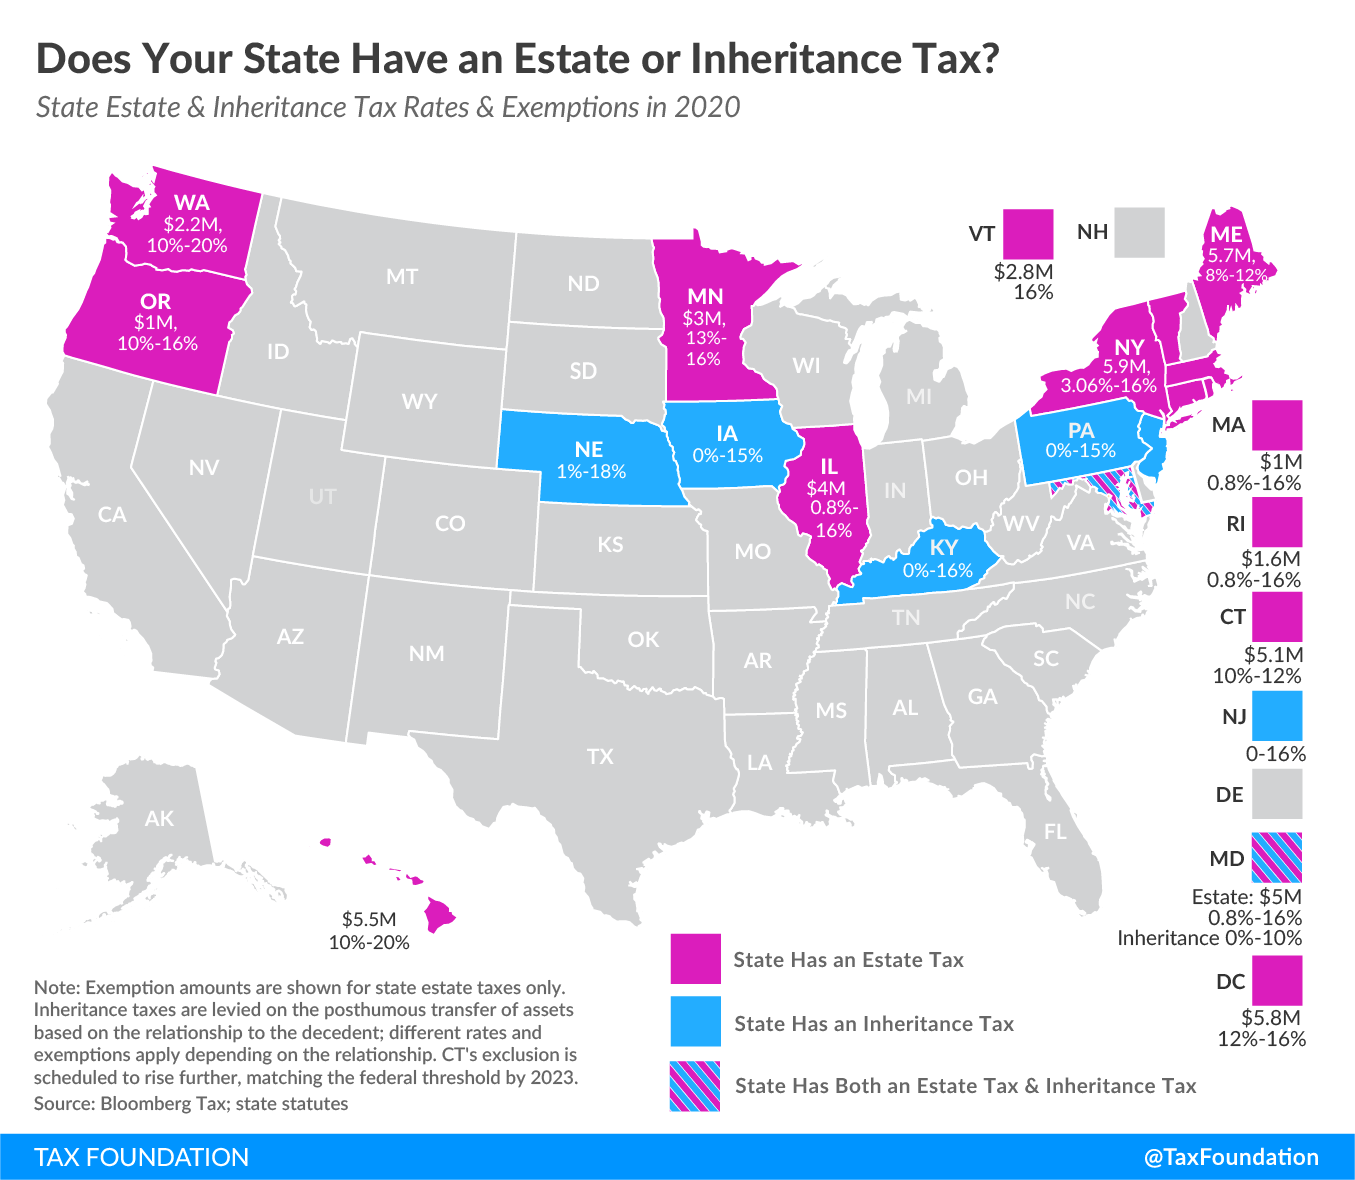 Does Your State Have an Estate or Inheritance Tax?
State Estate & Inheritance Tax Rates & Exemptions in 2020
WA
$2.2M,
10%-20%
OR
$1M,
10%-16%
MT
ID
WY
NV
UT
CA
CO
AZ
NM
ND
SD
NE
1%-18%
KS
OK
TX
MN
$3M,
13%-
16%
IA
0%-15%
MO
AR
LA
WI
IL
$4M
0.8%-
16%
MI
IN
OH
KY
0%-16%
TN
MS
AL
GA
FL
SC
NC
VA
WV
PA
0%-15%
NY
5.9M,
3.06%-16%
ME
5.7M,
8%-12%
VT
$2.8M
16%
NH
MA
$1M
0.8%-16%
RI
$1.6M
0.8%-16%
CT
$5.1M
10%-12%
NJ
0-16%
DE
MD
Estate: $5M
0.8%-16%
Inheritance 0%-10%
DC
$5.8M
12%-16%
AK
$5.5M
10%-20%
State Has an Estate Tax
State Has an Inheritance Tax
State Has Both an Estate Tax & Inheritance Tax
Note: Exemption amounts are shown for state estate taxes only.
Inheritance taxes are levied on the posthumous transfer of assets
based on the relationship to the decedent; different rates and
exemptions apply depending on the relationship. CT's exclusion is
scheduled to rise further, matching the federal threshold by 2023.
Source: Bloomberg Tax; state statutes
TAX FOUNDATION
@TaxFoundation